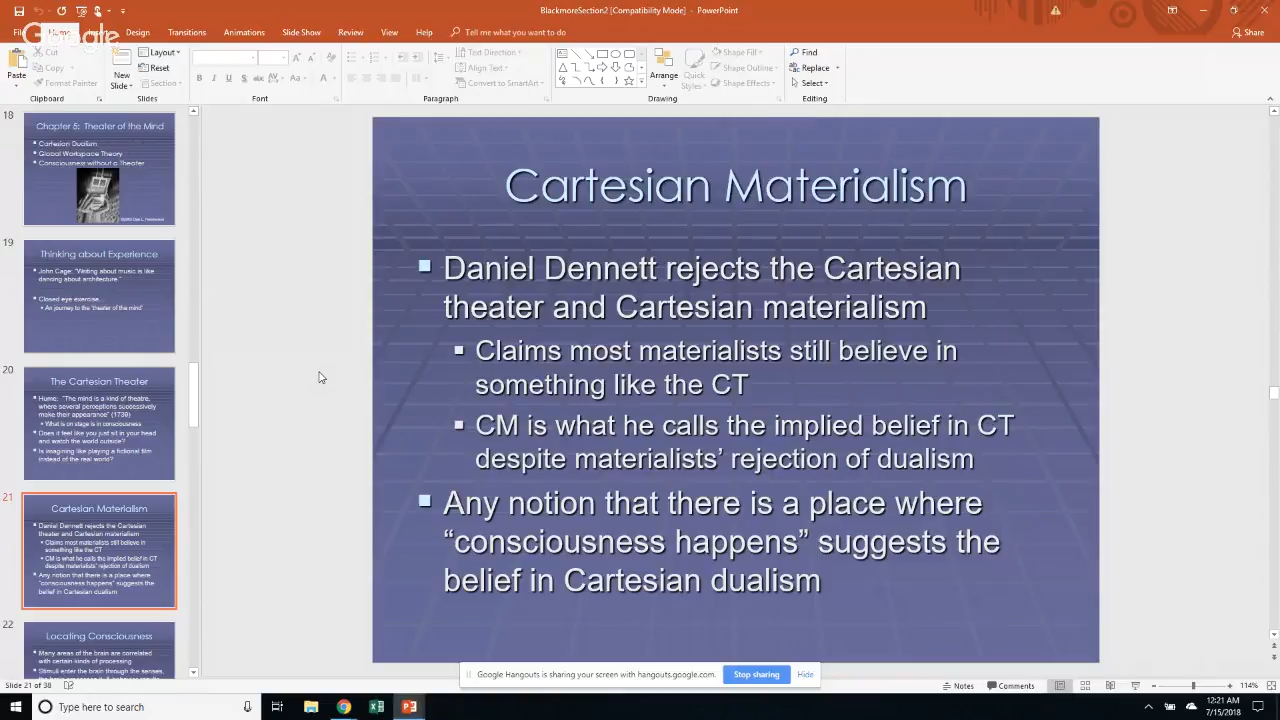 BlackmoreSection2 [Compatibility Mode] - PowerPoint
Google
File Home Insert Design Transitions Animations Slide Show Review View Help Tell me what you want to do
Share
Paste
Cut
Copy
Format Painter
Clipboard
New
Slide
Layout
Reset
Section
Slides
Font
Text Direction
Align Text
Convert to SmartArt
Paragraph
Arrange
Quick
Styles
Shape Fill
Shape Outline
Shape Effects
Drawing
Find
Replace
Select
Editing
18
Chapter 5: Theater of the Mind
Cartesian Dualism
Global Workspace Theory
Consciousness without a Theater
19
Thinking about Experience
John Cage: "Writing about music is like
dancing about architecture."
Closed eye exercise...
An journey to the 'theater of the mind'
20
The Cartesian Theater
Hume: "The mind is a kind of theatre,
where several perceptions successively
make their appearance" (1739)
What is on stage is in consciousness
Does it feel like you just sit in your head
and watch the world outside?
Is imagining like playing a fictional film
instead of the real world?
21
Cartesian Materialism
Daniel Dennett rejects the Cartesian
theater and Cartesian materialism
Claims most materialists still believe in
something like the CT
CM is what he calls the implied belief in CT
despite materialists' rejection of dualism
Any notion that there is a place where
"consciousness happens" suggests the
belief in Cartesian dualism
22
Locating Consciousness
Many areas of the brain are correlated
with certain kinds of processing
Stimuli enter the brain through the senses,
Cartesian Materialism
Daniel Dennett rejects the Cartesian
theater and Cartesian materialism
Claims most materialists still believe in
something like the CT
CM is what he calls the implied belief in CT
despite materialists' rejection of dualism
Any notion that there is a place where
"consciousness happens" suggests the
belief in Cartesian dualism
Google Hangouts is sharing your screen with hangouts.google.com.
Stop sharing
Hide
Slide 21 of 38
Notes
Comments
114%
Type here to search
12:21 AM
7/15/2018